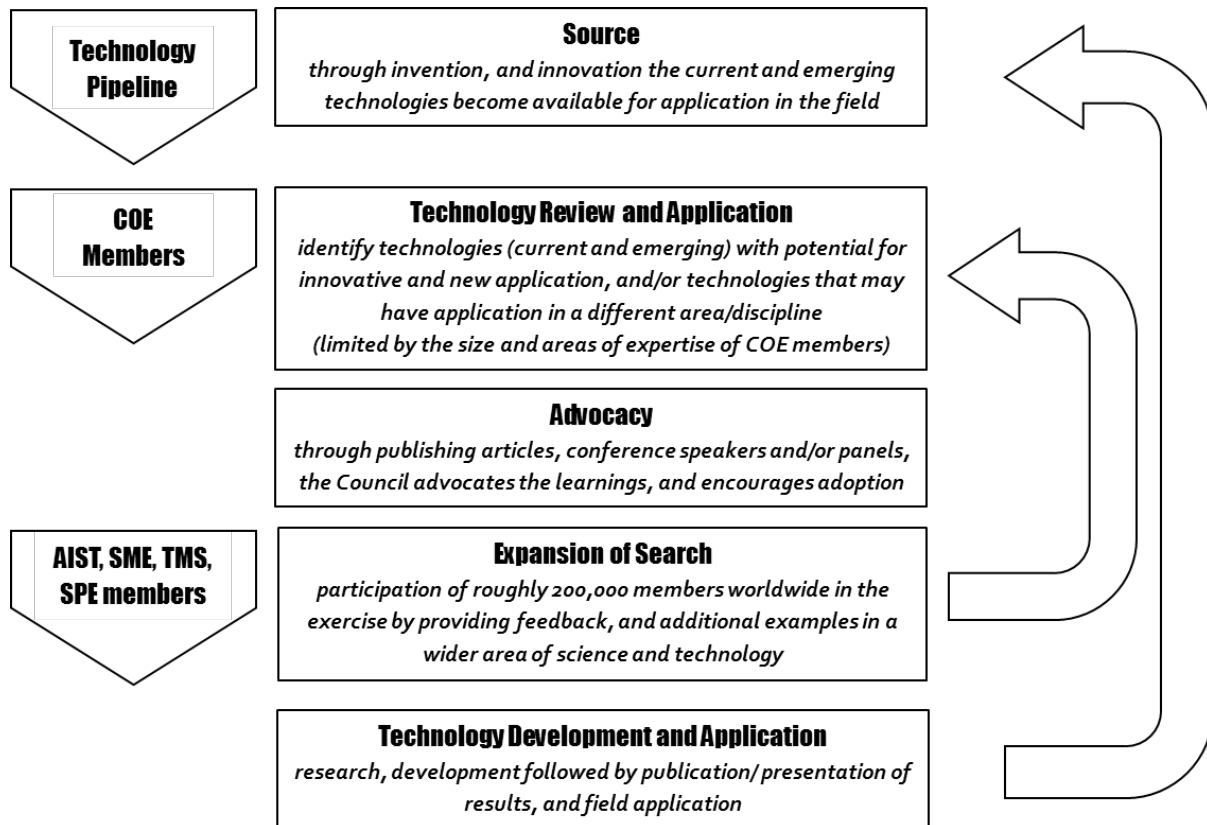 Technology
Pipeline
Source
through invention, and innovation the current and emerging
technologies become available for application in the field
COE
Members
Technology Review and Application
identify technologies (current and emerging) with potential for
innovative and new application, and/or technologies that may
have application in a different area/discipline
(limited by the size and areas of expertise of COE members)
Advocacy
through publishing articles, conference speakers and/or panels,
the Council advocates the learnings, and encourages adoption
AIST, SME, TMS,
SPE members
Expansion of Search
participation of roughly 200,000 members worldwide in the
exercise by providing feedback, and additional examples in a
wider area of science and technology
Technology Development and Application
research, development followed by publication/ presentation of
results, and field application